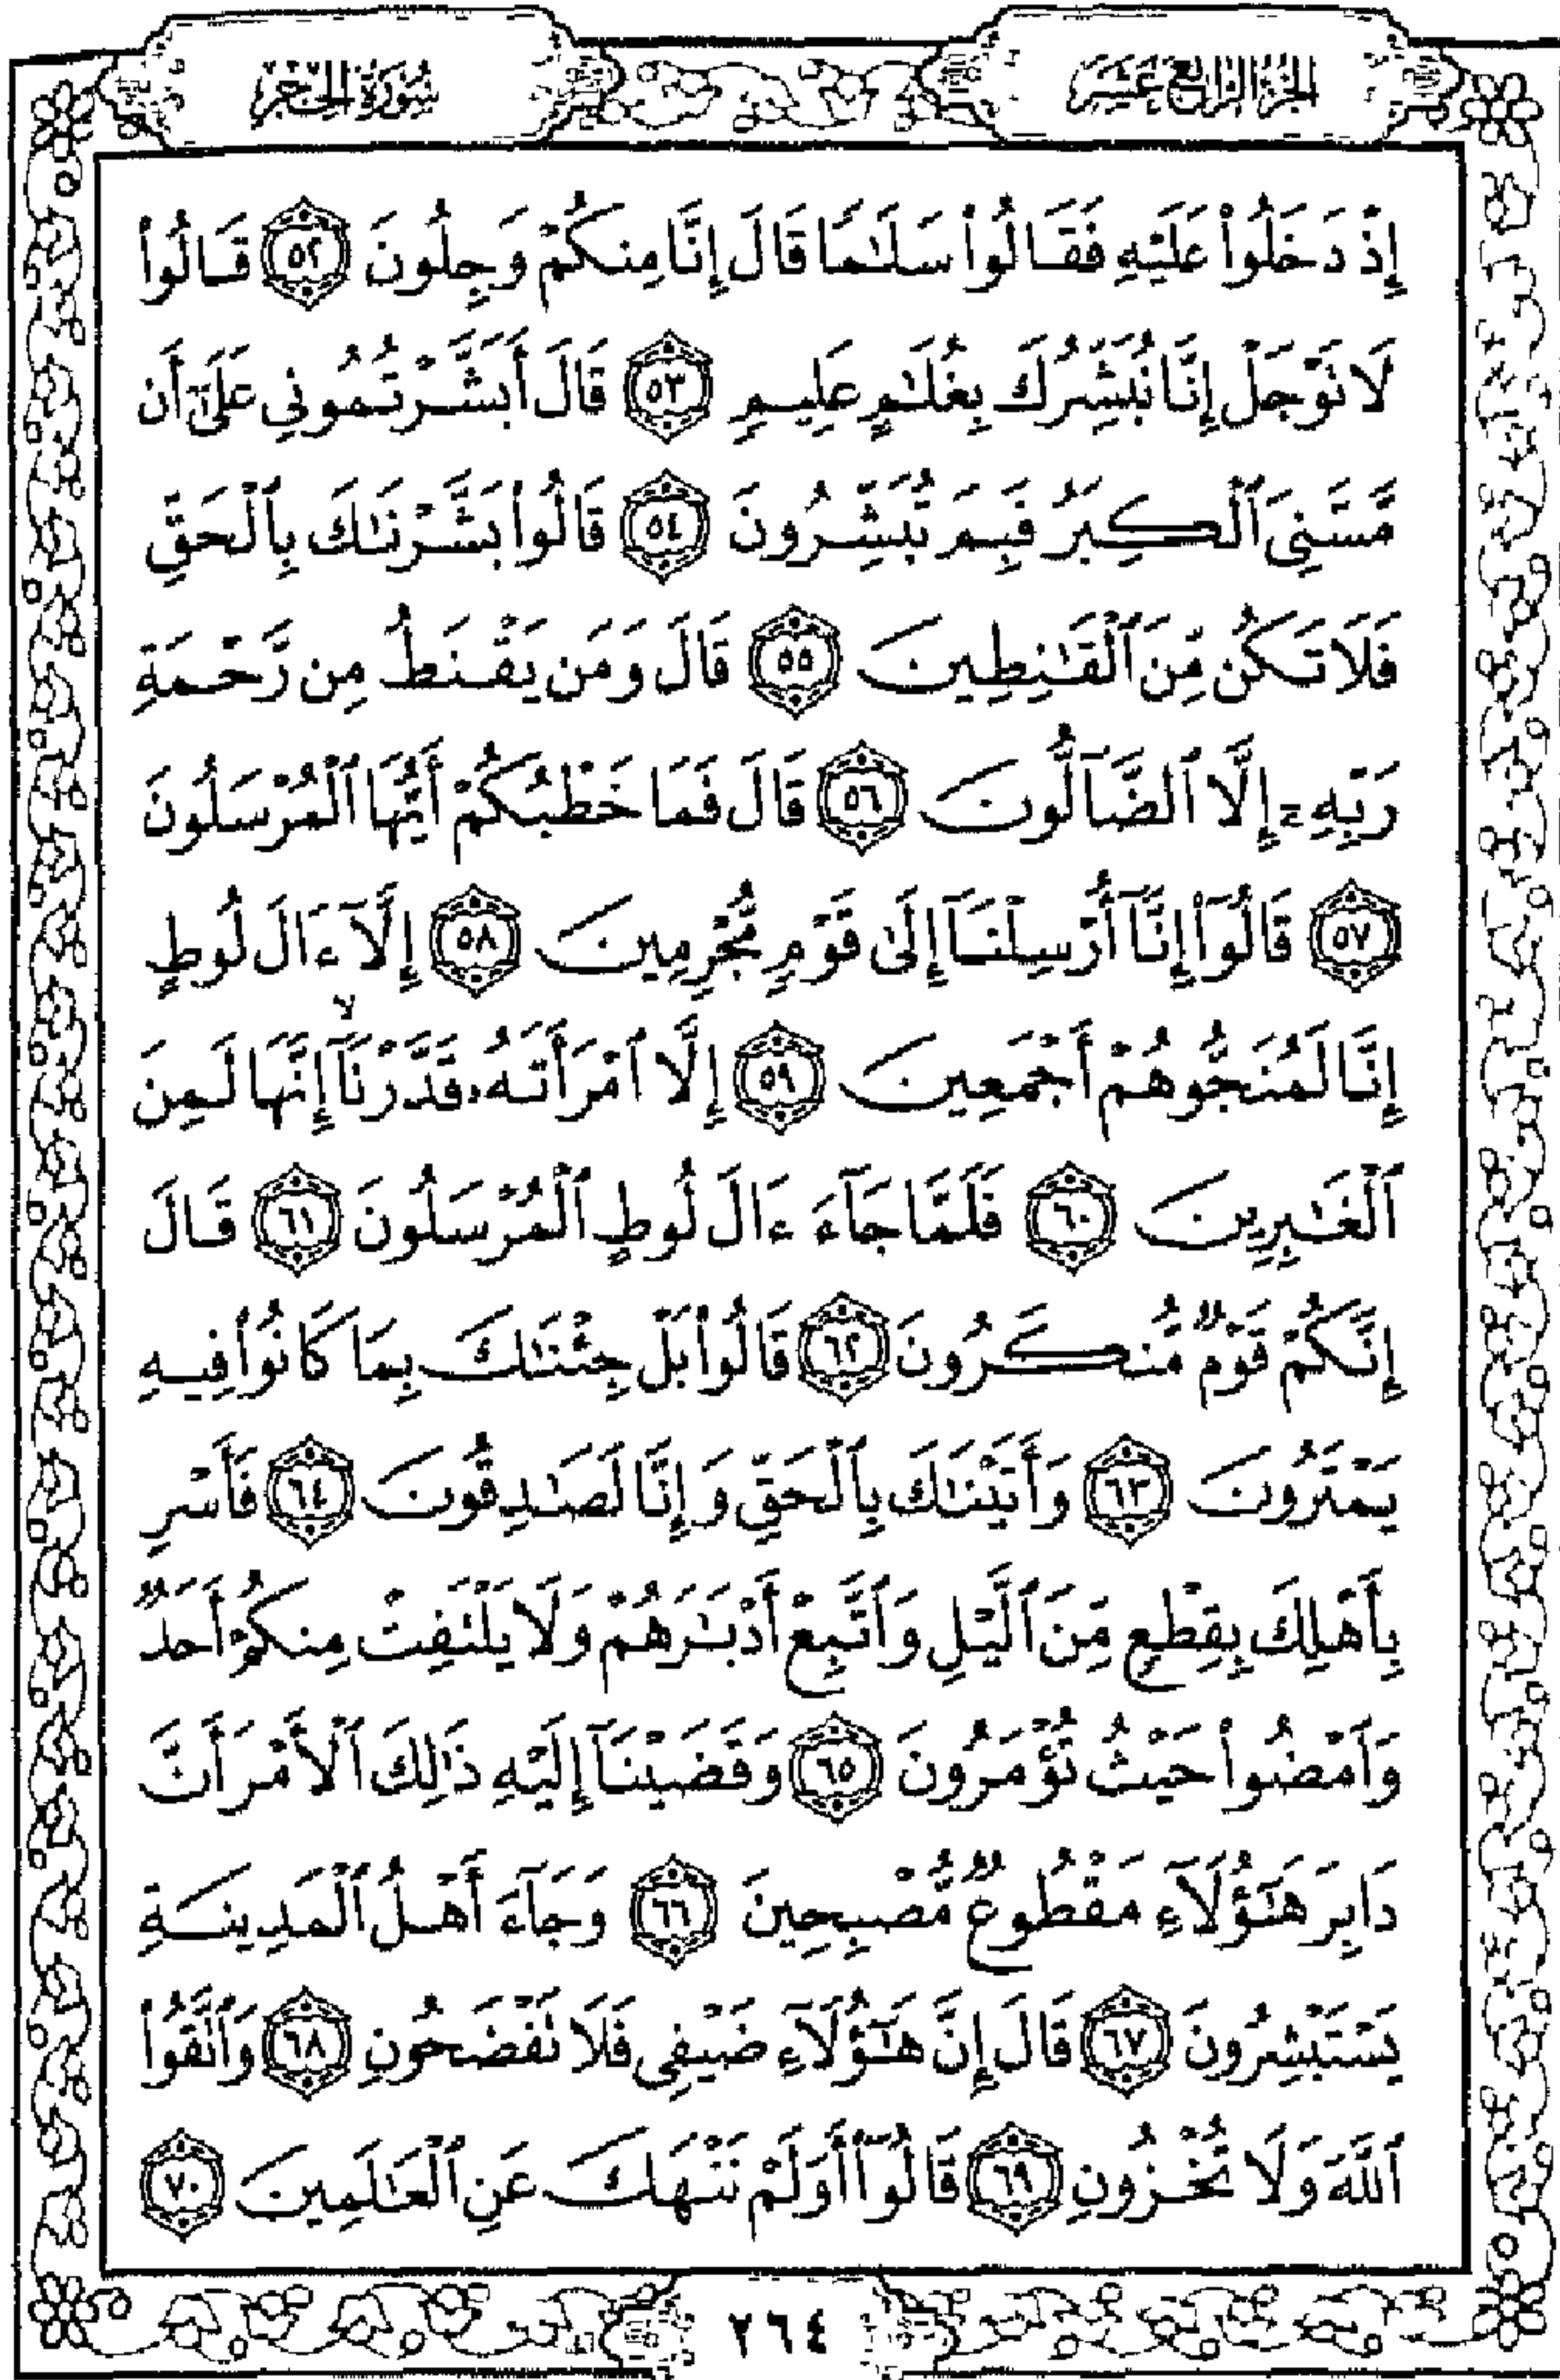 الجزء الرابع عشر
سورة الحجر
إِذْ دَخَلُوا۟ عَلَيْهِ فَقَالُوا۟ سَلَـٰمًا قَالَ إِنَّا مِنكُمْ وَجِلُونَ ٥٢ قَالُوا۟
لَا تَوْجَلْ إِنَّا نُبَشِّرُكَ بِغُلَـٰمٍ عَلِيمٍ ٥٣ قَالَ أَبَشَّرْتُمُونِى عَلَىٰٓ أَن
مَّسَّنِىَ ٱلْكِبَرُ فَبِمَ تُبَشِّرُونَ ٥٤ قَالُوا۟ بَشَّرْنَـٰكَ بِٱلْحَقِّ
فَلَا تَكُن مِّنَ ٱلْقَـٰنِطِينَ ٥٥ قَالَ وَمَن يَقْنَطُ مِن رَّحْمَةِ
رَبِّهِۦٓ إِلَّا ٱلضَّآلُّونَ ٥٦ قَالَ فَمَا خَطْبُكُمْ أَيُّهَا ٱلْمُرْسَلُونَ
٥٧ قَالُوٓا۟ إِنَّآ أُرْسِلْنَآ إِلَىٰ قَوْمٍ مُّجْرِمِينَ ٥٨ إِلَّآ ءَالَ لُوطٍ
إِنَّا لَمُنَجُّوهُمْ أَجْمَعِينَ ٥٩ إِلَّا ٱمْرَأَتَهُۥ قَدَّرْنَآ ۙ إِنَّهَا لَمِنَ
ٱلْغَـٰبِرِينَ ٦٠ فَلَمَّا جَآءَ ءَالَ لُوطٍ ٱلْمُرْسَلُونَ ٦١ قَالَ
إِنَّكُمْ قَوْمٌ مُّنكَرُونَ ٦٢ قَالُوا۟ بَلْ جِئْنَـٰكَ بِمَا كَانُوا۟ فِيهِ
يَمْتَرُونَ ٦٣ وَأَتَيْنَـٰكَ بِٱلْحَقِّ وَإِنَّا لَصَـٰدِقُونَ ٦٤ فَأَسْرِ
بِأَهْلِكَ بِقِطْعٍ مِّنَ ٱلَّيْلِ وَٱتَّبِعْ أَدْبَـٰرَهُمْ وَلَا يَلْتَفِتْ مِنكُمْ أَحَدٌ
وَٱمْضُوا۟ حَيْثُ تُؤْمَرُونَ ٦٥ وَقَضَيْنَآ إِلَيْهِ ذَٰلِكَ ٱلْأَمْرَ أَنَّ
دَابِرَ هَـٰٓؤُلَآءِ مَقْطُوعٌ مُّصْبِحِينَ ٦٦ وَجَآءَ أَهْلُ ٱلْمَدِينَةِ
يَسْتَبْشِرُونَ ٦٧ قَالَ إِنَّ هَـٰٓؤُلَآءِ ضَيْفِى فَلَا تَفْضَحُونِ ٦٨ وَٱتَّقُوا۟
ٱللَّهَ وَلَا تُخْزُونِ ٦٩ قَالُوٓا۟ أَوَلَمْ نَنْهَكَ عَنِ ٱلْعَـٰلَمِينَ ٧٠
٢٦٤